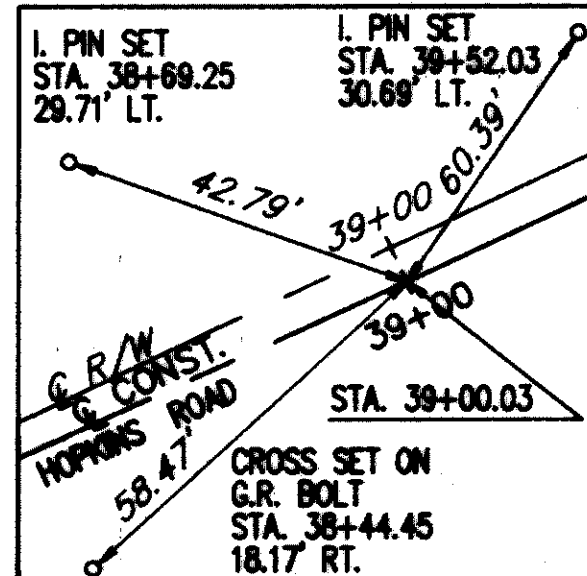 I. PIN SET
STA. 38+69.25
29.71' LT.
I. PIN SET
STA. 39+52.03
30.69' LT.
42.79'
39+00
60.39'
39+00
℄ R/W
℄ CONST.
HOPKINS ROAD
STA. 39+00.03
58.47'
CROSS SET ON
G.R. BOLT
STA. 38+44.45
18.17' RT.